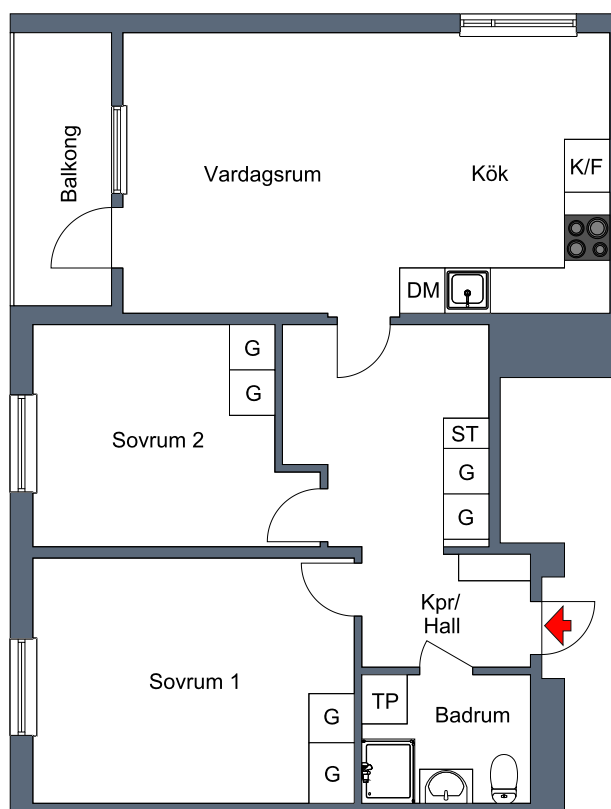 Balkong
Vardagsrum
Kök
K/F
DM
G
G
Sovrum 2
ST
G
G
Kpr/
Hall
Sovrum 1
G
G
TP
Badrum